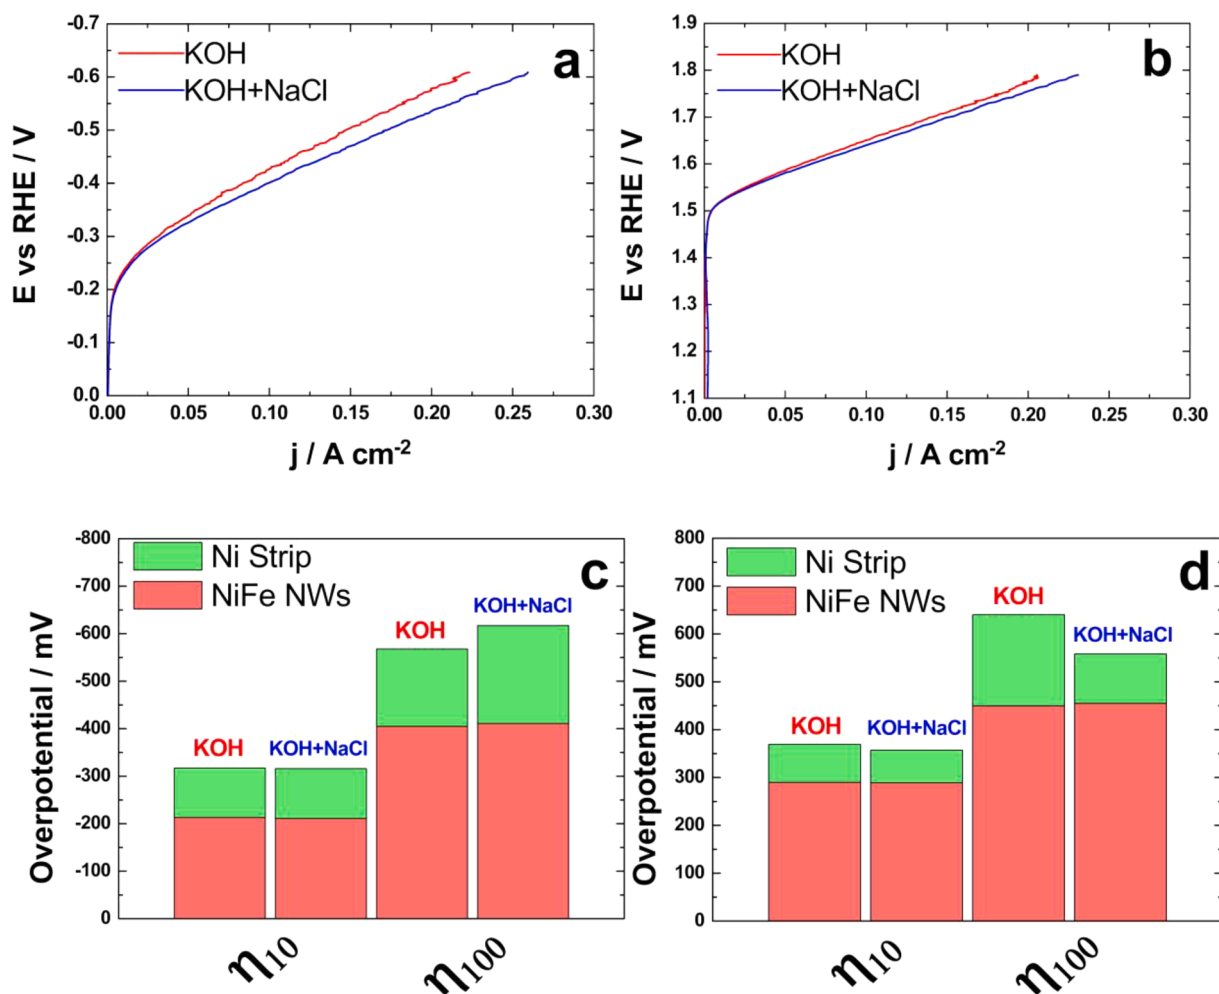 a
KOH
KOH+NaCl
-0.7
-0.6
-0.5
-0.4
-0.3
-0.2
-0.1
0.0
E vs RHE / V
0.00 0.05 0.10 0.15 0.20 0.25 0.30
j / A cm-2
b
KOH
KOH+NaCl
1.9
1.8
1.7
1.6
1.5
1.4
1.3
1.2
1.1
E vs RHE / V
0.00 0.05 0.10 0.15 0.20 0.25 0.30
j / A cm-2
c
Ni Strip
NiFe NWs
-800
-700
-600
-500
-400
-300
-200
-100
0
Overpotential / mV
KOH
KOH+NaCl
KOH
KOH+NaCl
η10
η100
d
Ni Strip
NiFe NWs
800
700
600
500
400
300
200
100
0
Overpotential / mV
KOH
KOH+NaCl
KOH
KOH+NaCl
η10
η100